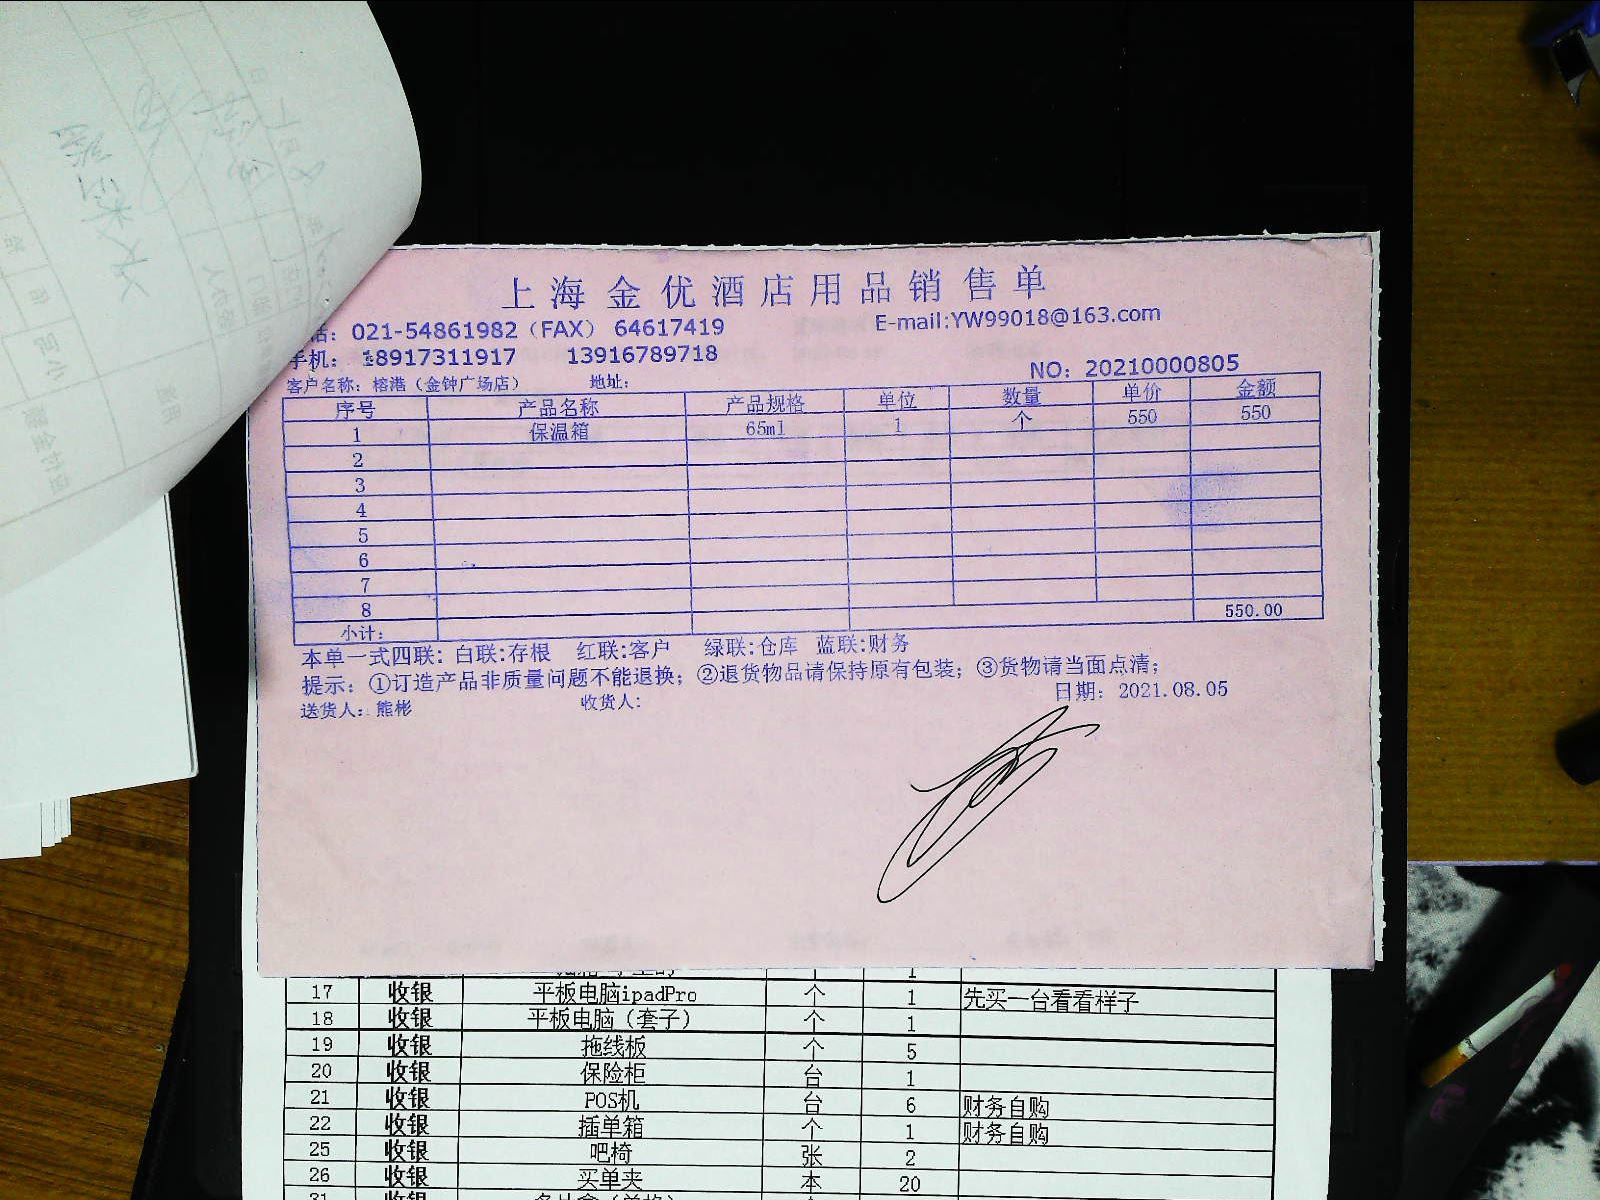 上海金优酒店用品销售单
话：021-54861982（FAX） 64617419 E-mail:YW99018@163.com
手机：18917311917 13916789718
NO：20210000805
客户名称：榕港（金钟广场店） 地址：
序号 产品名称 产品规格 单位 数量 单价 金额
1 保温箱 65ml 1 个 550 550
2
3
4
5
6
7
8 550.00
小计：
本单一式四联：白联:存根 红联:客户 绿联:仓库 蓝联:财务
提示：①订造产品非质量问题不能退换；②退货物品请保持原有包装；③货物请当面点清；
日期：2021.08.05
送货人：熊彬 收货人:
17 收银 平板电脑ipadPro 个 1 先买一台看看样子
18 收银 平板电脑（套子） 个 1
19 收银 拖线板 个 5
20 收银 保险柜 台 1
21 收银 POS机 台 6 财务自购
22 收银 插单箱 个 1 财务自购
25 收银 吧椅 张 2
26 收银 买单夹 本 20